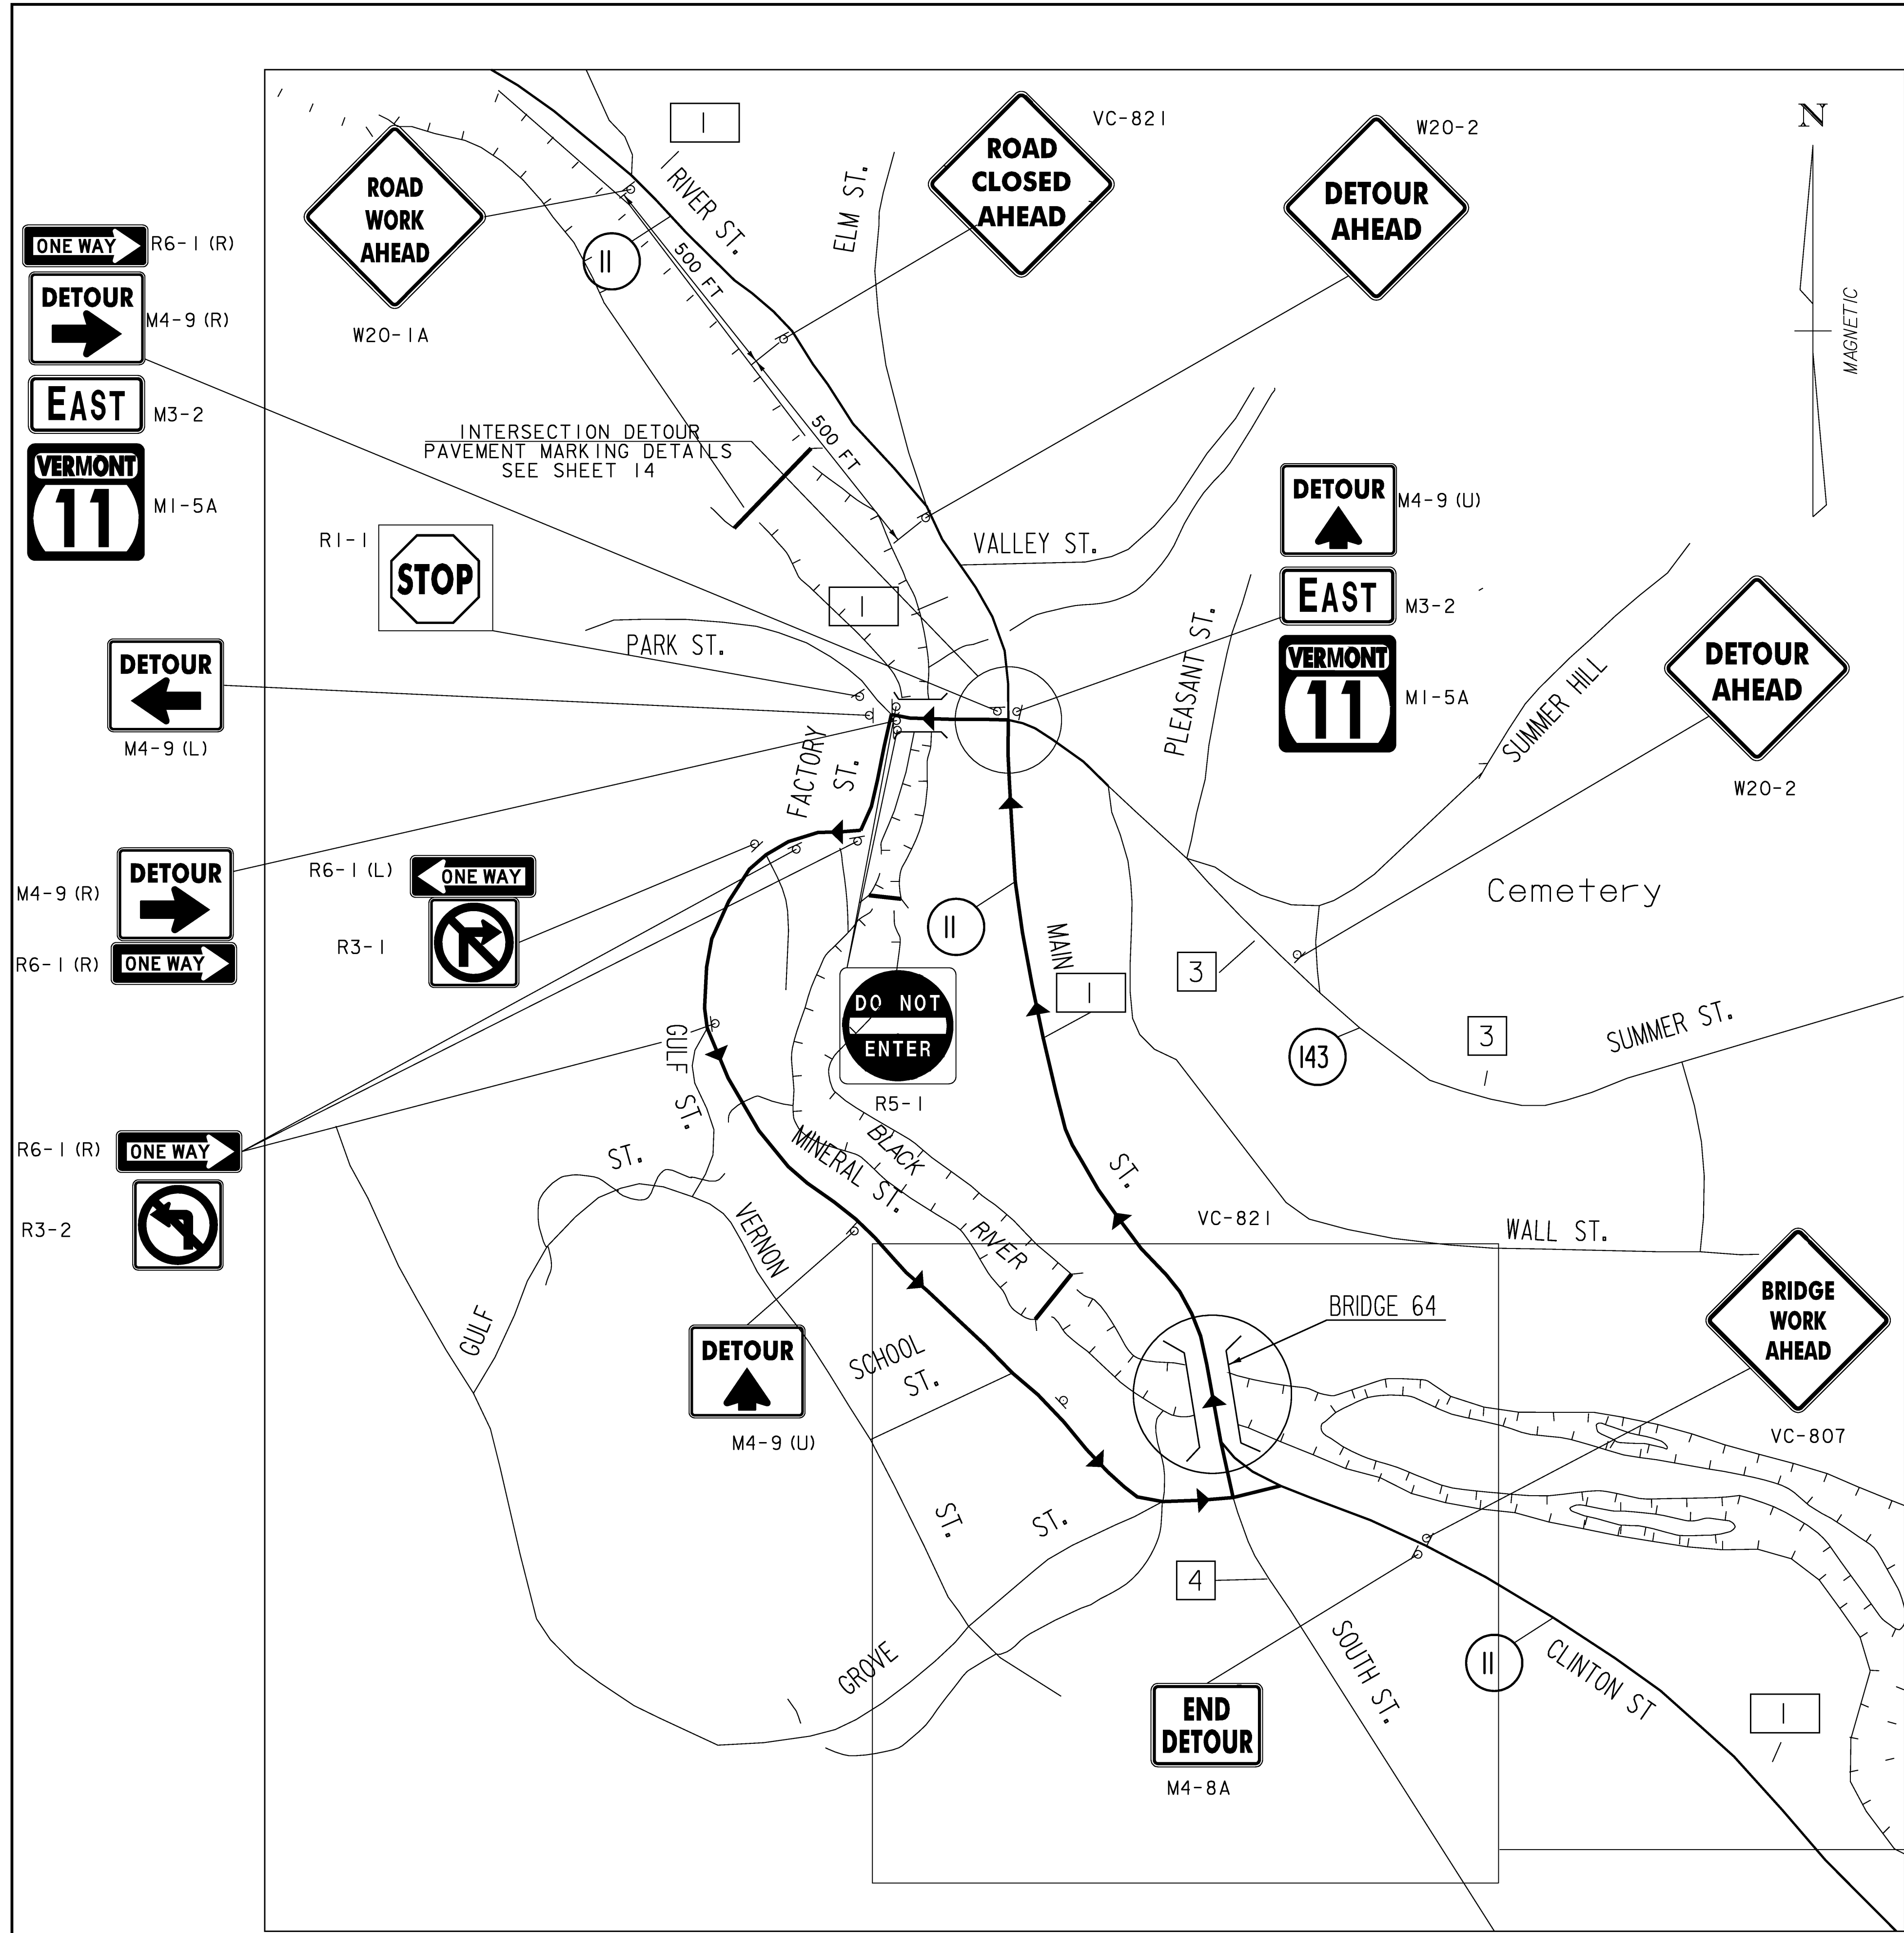 I
VC-821
W20-2
N
ROAD
CLOSED
AHEAD
DETOUR
AHEAD
ROAD
WORK
AHEAD
W20-1A
RIVER ST.
ELM ST.
11
500 FT
500 FT
MAGNETIC
ONE WAY
R6-1 (R)
DETOUR
M4-9 (R)
EAST
M3-2
VERMONT
11
M1-5A
INTERSECTION DETOUR
PAVEMENT MARKING DETAILS
SEE SHEET 14
R1-1
STOP
VALLEY ST.
DETOUR
M4-9 (U)
EAST
M3-2
VERMONT
11
M1-5A
I
PARK ST.
PLEASANT ST.
SUMMER HILL
DETOUR
AHEAD
W20-2
DETOUR
M4-9 (L)
FACTORY
ST.
DETOUR
M4-9 (R)
R6-1 (R)
ONE WAY
R6-1 (L)
ONE WAY
R3-1
Cemetery
11
MAIN
I
3
3
143
SUMMER ST.
DO NOT
ENTER
R5-1
GULF
ST.
R6-1 (R)
ONE WAY
R3-2
MINERAL ST.
BLACK
RIVER
ST.
ST.
VERNON
GULF
VC-821
WALL ST.
BRIDGE
WORK
AHEAD
VC-807
BRIDGE 64
DETOUR
M4-9 (U)
SCHOOL
ST.
ST.
ST.
4
GROVE
SOUTH ST.
11
CLINTON ST
I
END
DETOUR
M4-8A